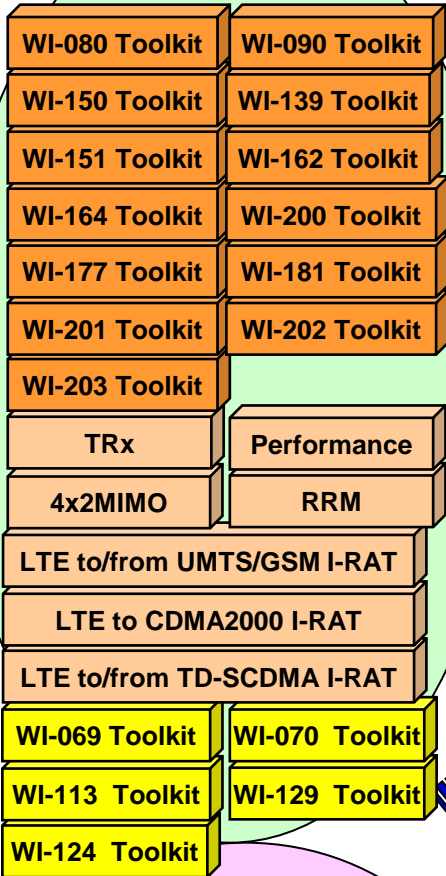 WI-080 Toolkit WI-090 Toolkit
WI-150 Toolkit WI-139 Toolkit
WI-151 Toolkit WI-162 Toolkit
WI-164 Toolkit WI-200 Toolkit
WI-177 Toolkit WI-181 Toolkit
WI-201 Toolkit WI-202 Toolkit
WI-203 Toolkit
TRx Performance
4x2MIMO RRM
LTE to/from UMTS/GSM I-RAT
LTE to CDMA2000 I-RAT
LTE to/from TD-SCDMA I-RAT
WI-069 Toolkit WI-070 Toolkit
WI-113 Toolkit WI-129 Toolkit
WI-124 Toolkit